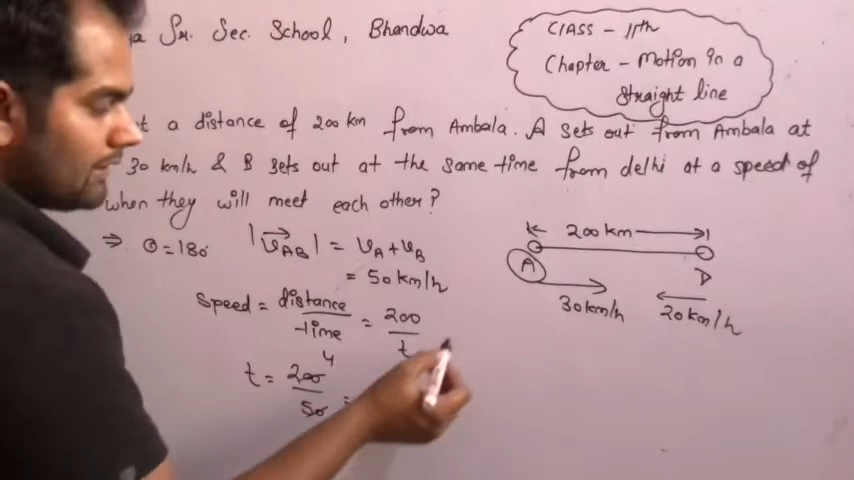 Sr. Sec. School, Bhandwa
CLASS - 11th
Chapter - Motion in a
straight line
at a distance of 200 km from Ambala. A sets out from Ambala at
30 km/h & B sets out at the same time from delhi at a speed of
when they will meet each other?
⇒ θ = 180° |V⃗AB| = VA + VB
= 50 km/h
speed = distance/time = 200/t
t = 200/50 4 =
200 km
A
D
30 km/h
20 km/h